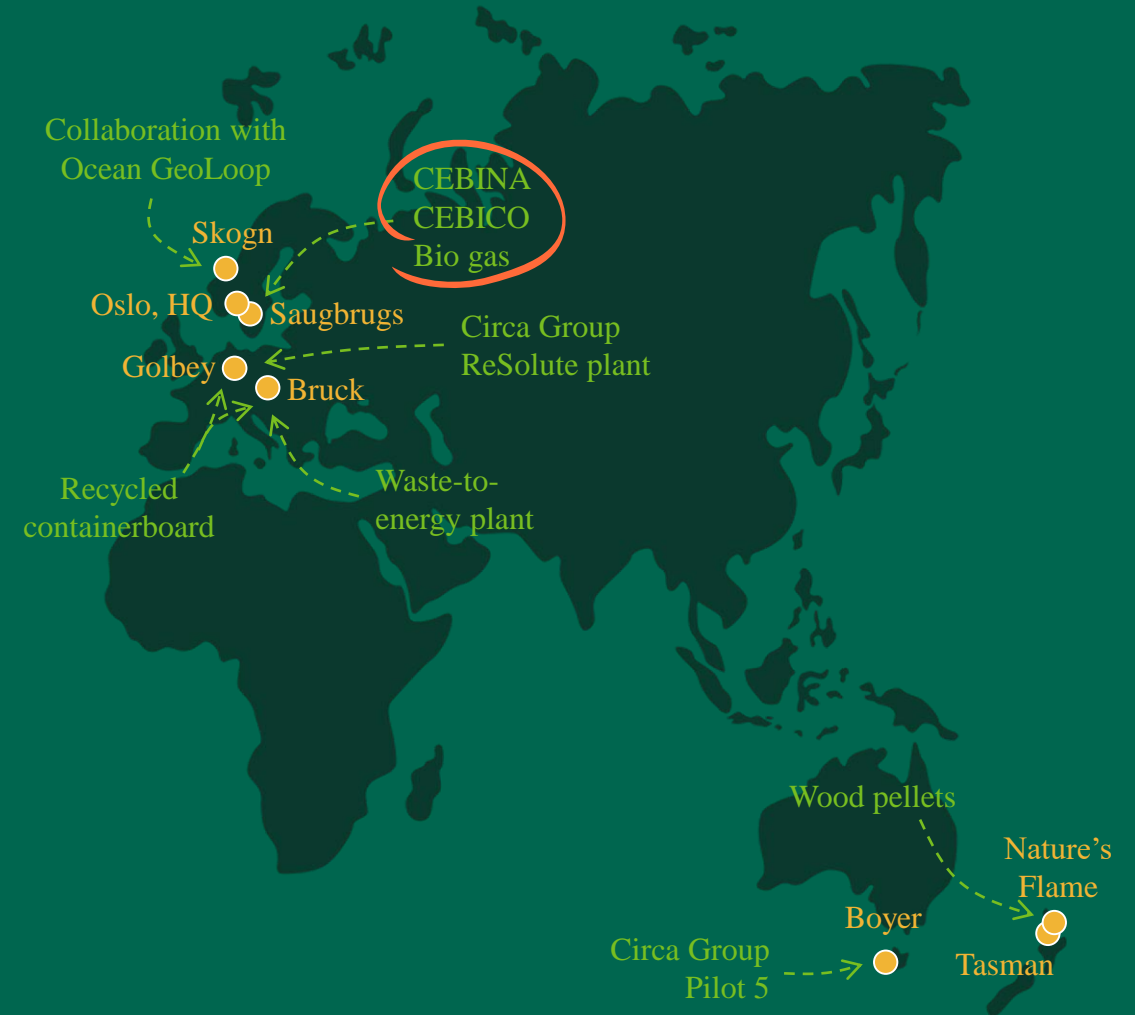 Collaboration with
Ocean GeoLoop
CEBINA
CEBICO
Bio gas
Skogn
Oslo, HQ
Saugbrugs
Circa Group
ReSolute plant
Golbey
Bruck
Recycled
containerboard
Waste-to-
energy plant
Wood pellets
Nature’s
Flame
Boyer
Circa Group
Pilot 5
Tasman